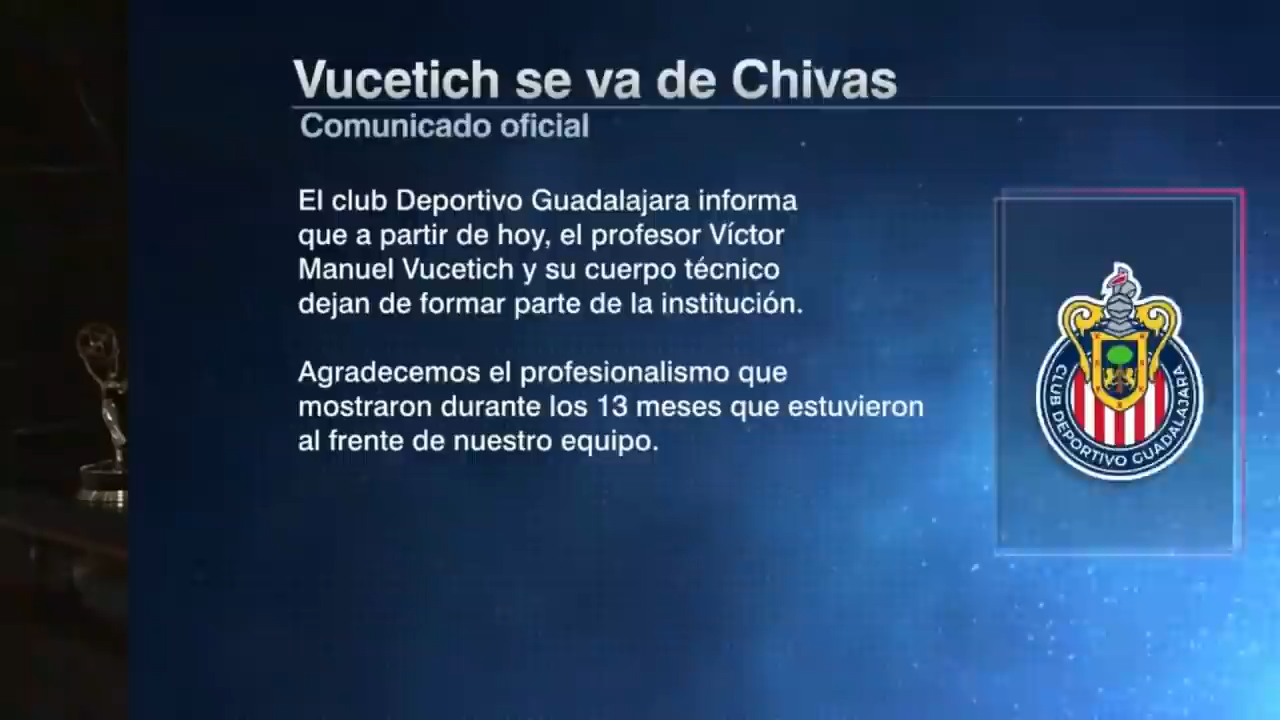 Vucetich se va de Chivas
Comunicado oficial
El club Deportivo Guadalajara informa
que a partir de hoy, el profesor Víctor
Manuel Vucetich y su cuerpo técnico
dejan de formar parte de la institución.
Agradecemos el profesionalismo que
mostraron durante los 13 meses que estuvieron
al frente de nuestro equipo.
CLUB DEPORTIVO GUADALAJARA